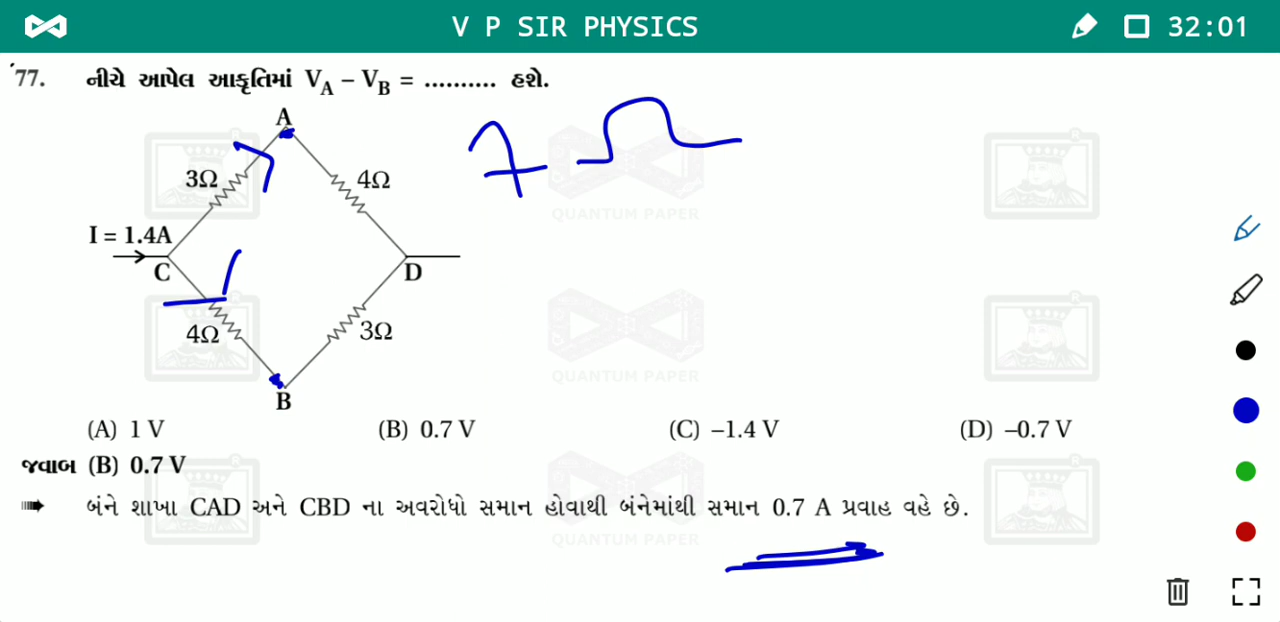 V P SIR PHYSICS
32:01
77. નીચે આપેલ આકૃતિમાં V_A – V_B = .......... હશે.
A
3Ω 4Ω
7 Ω
I = 1.4A
C D
4Ω 3Ω
B
(A) 1 V (B) 0.7 V (C) –1.4 V (D) –0.7 V
જવાબ (B) 0.7 V
➠ બંને શાખા CAD અને CBD ના અવરોધો સમાન હોવાથી બંનેમાંથી સમાન 0.7 A પ્રવાહ વહે છે.
QUANTUM PAPER
QUANTUM PAPER
QUANTUM PAPER